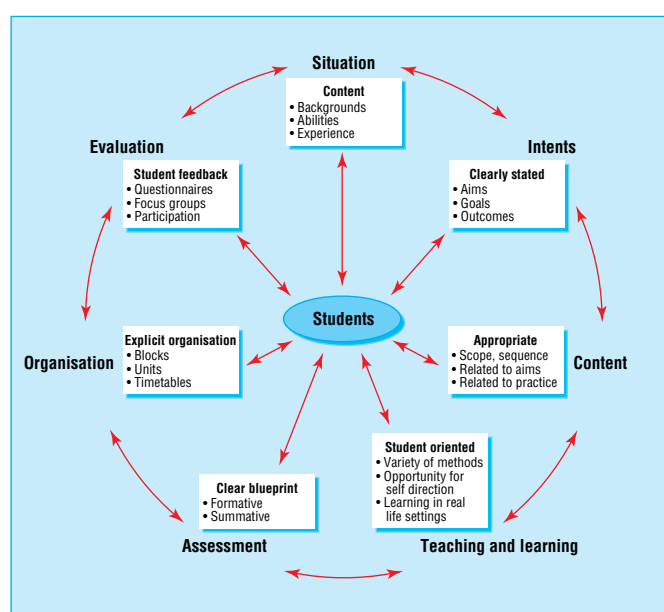 Situation
Content
• Backgrounds
• Abilities
• Experience
Evaluation
Student feedback
• Questionnaires
• Focus groups
• Participation
Intents
Clearly stated
• Aims
• Goals
• Outcomes
Students
Organisation
Explicit organisation
• Blocks
• Units
• Timetables
Appropriate
• Scope, sequence
• Related to aims
• Related to practice
Content
Clear blueprint
• Formative
• Summative
Assessment
Student oriented
• Variety of methods
• Opportunity for
self direction
• Learning in real
life settings
Teaching and learning